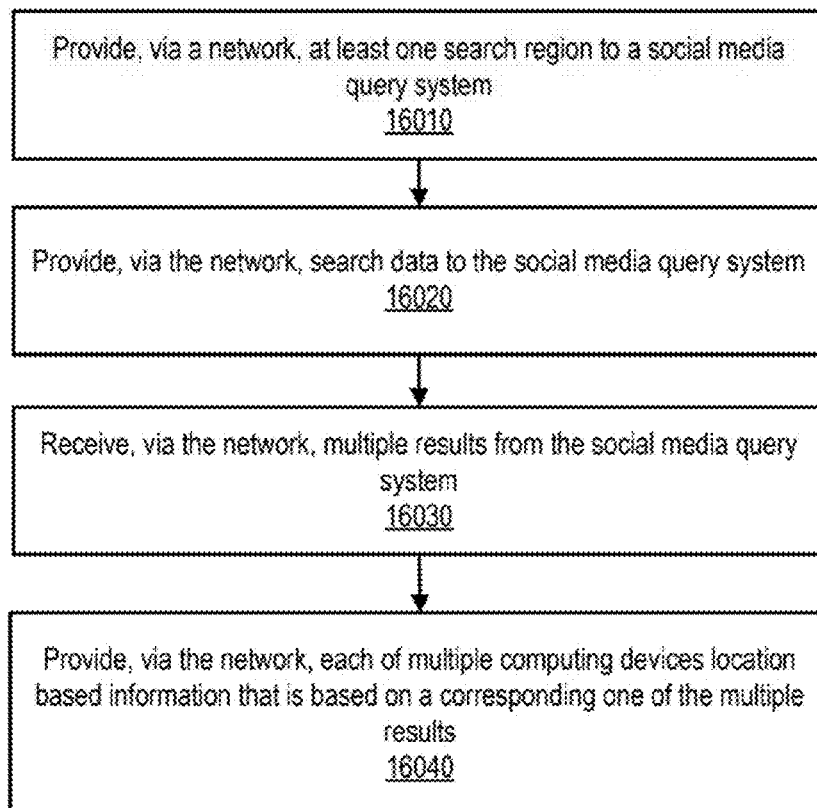 Provide, via a network, at least one search region to a social media
query system
16010
Provide, via the network, search data to the social media query system
16020
Receive, via the network, multiple results from the social media query
system
16030
Provide, via the network, each of multiple computing devices location
based information that is based on a corresponding one of the multiple
results
16040